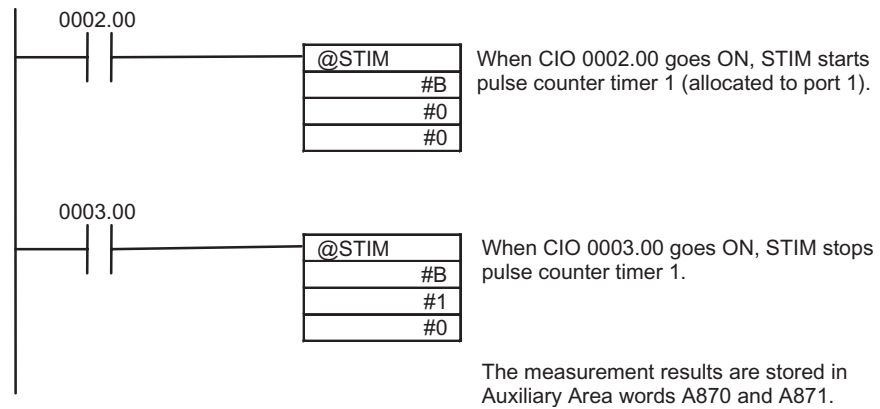 0002.00
@STIM
#B
#0
#0
When CIO 0002.00 goes ON, STIM starts
pulse counter timer 1 (allocated to port 1).
0003.00
@STIM
#B
#1
#0
When CIO 0003.00 goes ON, STIM stops
pulse counter timer 1.
The measurement results are stored in
Auxiliary Area words A870 and A871.